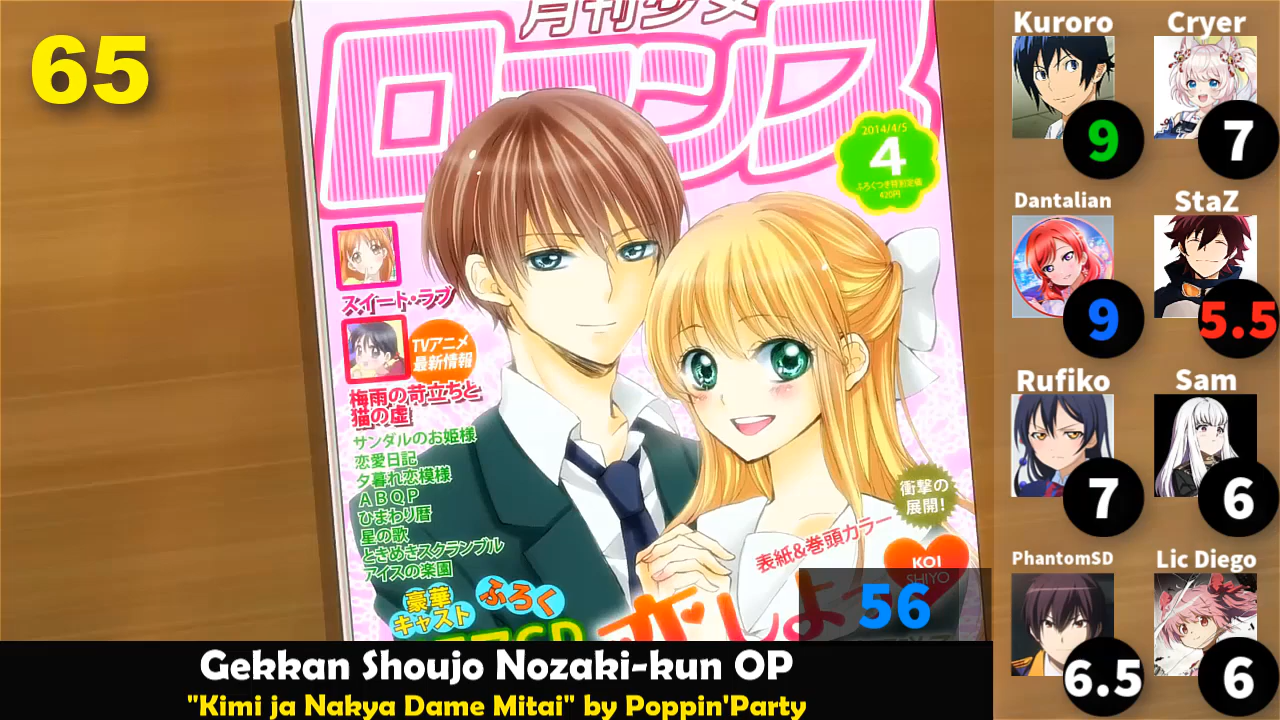 65
月刊少女
ロマンス
2014/4/5
4
ふろくつき特別定価
420円
スイート・ラブ
TVアニメ
最新情報
梅雨の苛立ちと
猫の虚
サンダルのお姫様
恋愛日記
夕暮れ恋模様
ABQP
ひまわり暦
星の歌
ときめきスクランブル
アイスの楽園
豪華
キャスト
ふろく
衝撃の
展開!
表紙&巻頭カラー
KOI
SHIYO
恋しよっ
56
Gekkan Shoujo Nozaki-kun OP
"Kimi ja Nakya Dame Mitai" by Poppin'Party
Kuroro
9
Cryer
7
Dantalian
9
StaZ
5.5
Rufiko
7
Sam
6
PhantomSD
6.5
Lic Diego
6